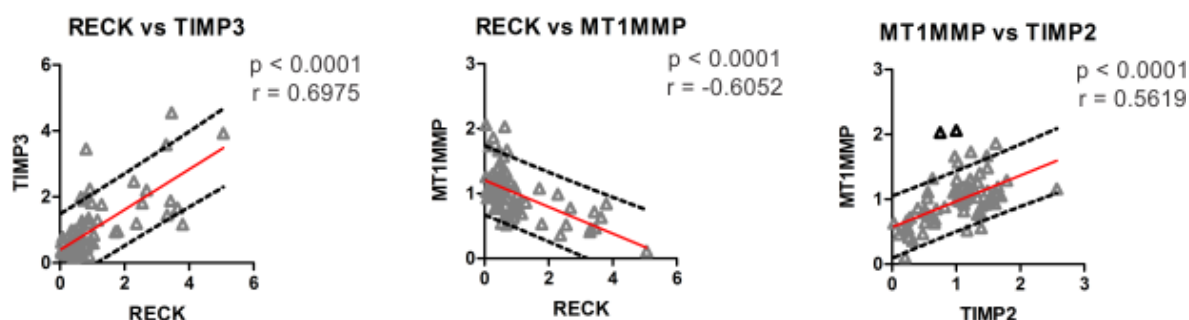 RECK vs TIMP3
p < 0.0001
r = 0.6975
TIMP3
6
4
2
0
0 2 4 6
RECK
RECK vs MT1MMP
p < 0.0001
r = -0.6052
MT1MMP
3
2
1
0
0 2 4 6
RECK
MT1MMP vs TIMP2
p < 0.0001
r = 0.5619
MT1MMP
3
2
1
0
0 1 2 3
TIMP2